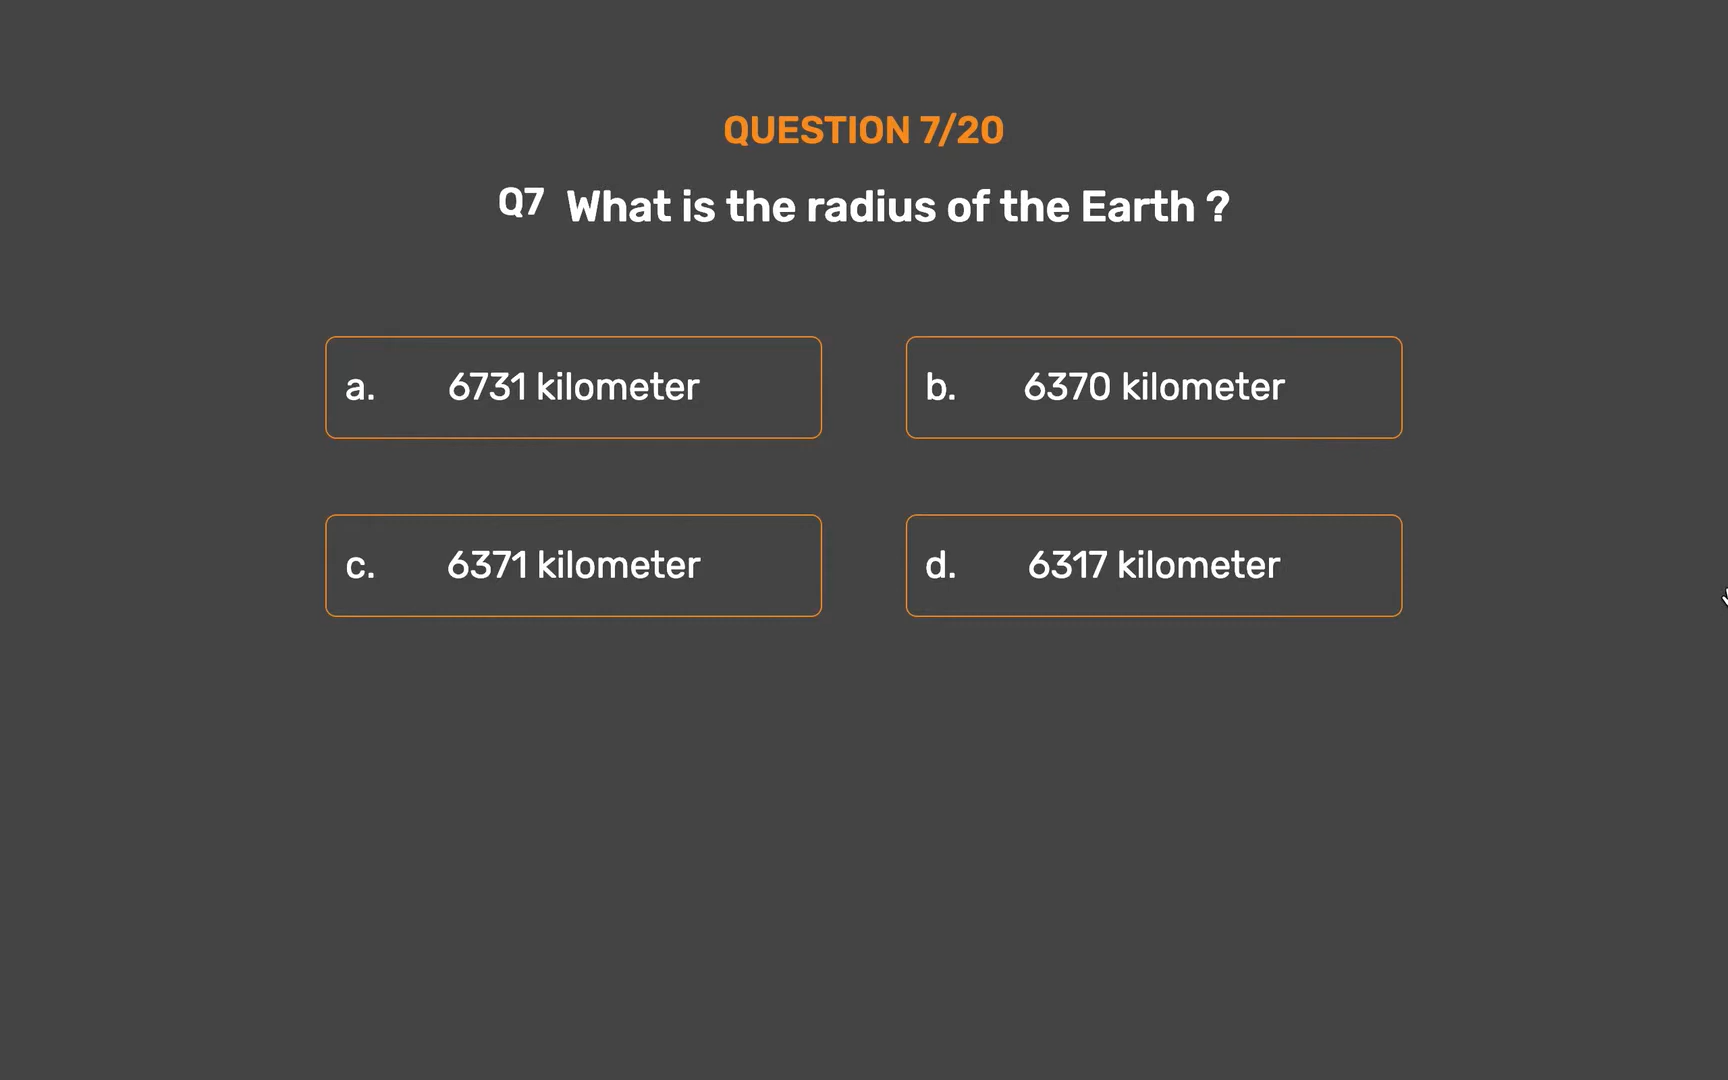 QUESTION 7/20
Q7 What is the radius of the Earth ?
a. 6731 kilometer
b. 6370 kilometer
c. 6371 kilometer
d. 6317 kilometer